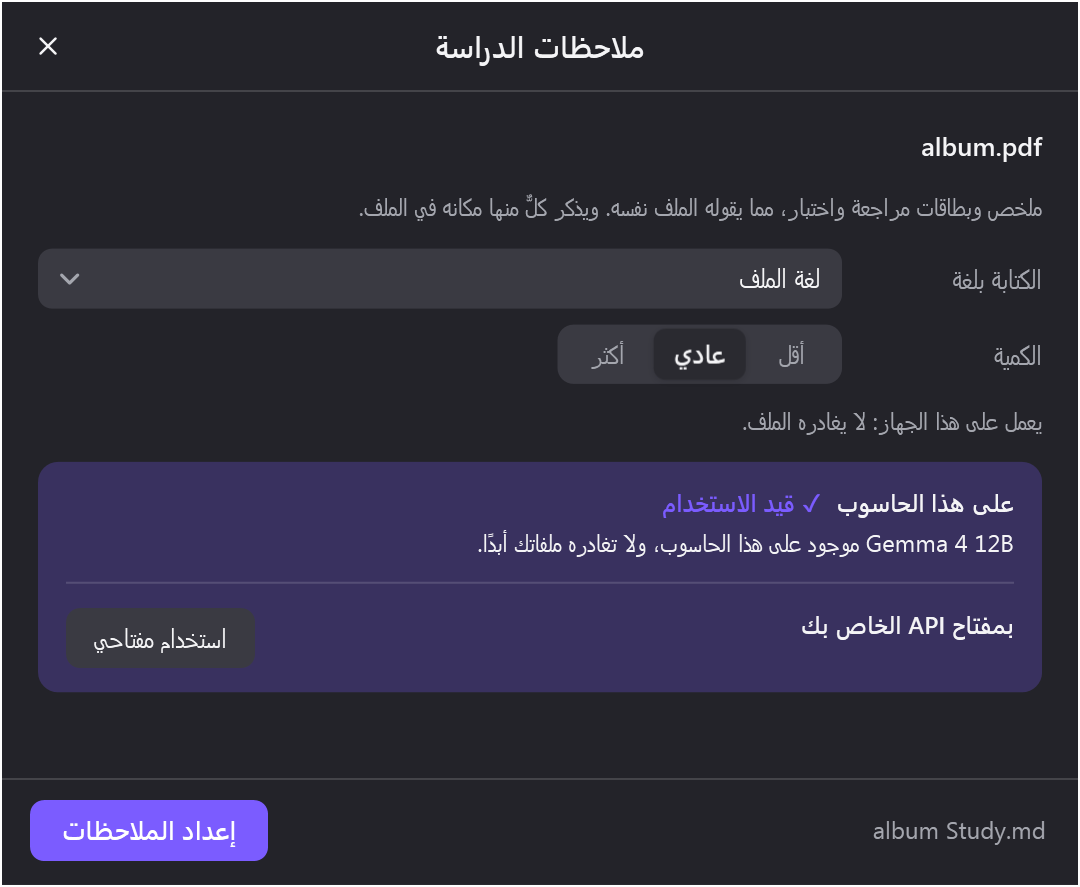 ملاحظات الدراسة
album.pdf
ملخص وبطاقات مراجعة واختبار، مما يقوله الملف نفسه. ويذكر كلٌّ منها مكانه في الملف.
الكتابة بلغة
لغة الملف
الكمية
أقل
عادي
أكثر
يعمل على هذا الجهاز: لا يغادره الملف.
على هذا الحاسوب ✓ قيد الاستخدام
Gemma 4 12B موجود على هذا الحاسوب، ولا تغادره ملفاتك أبدًا.
بمفتاح API الخاص بك
استخدام مفتاحي
album Study.md
إعداد الملاحظات